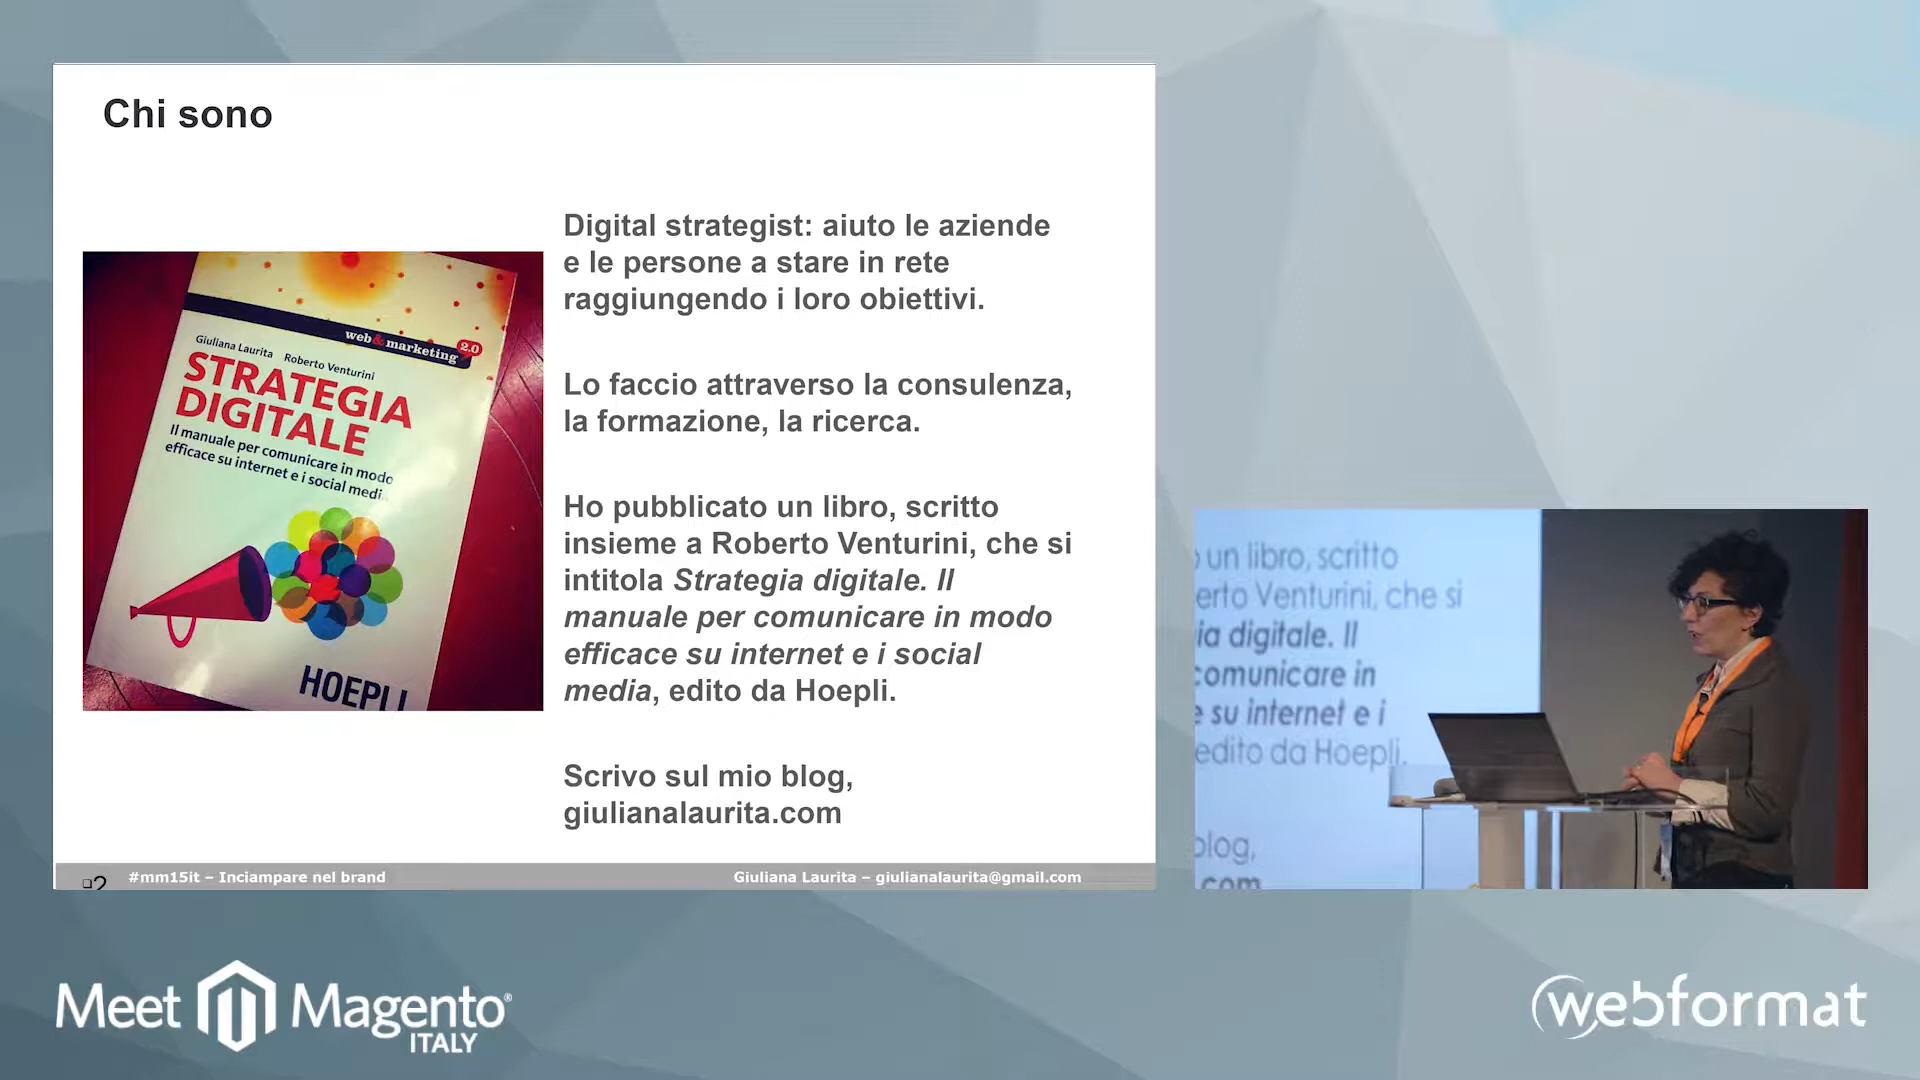 Chi sono
Digital strategist: aiuto le aziende
e le persone a stare in rete
raggiungendo i loro obiettivi.
Lo faccio attraverso la consulenza,
la formazione, la ricerca.
Ho pubblicato un libro, scritto
insieme a Roberto Venturini, che si
intitola Strategia digitale. Il
manuale per comunicare in modo
efficace su internet e i social
media, edito da Hoepli.
Scrivo sul mio blog,
giulianalaurita.com
web&marketing 2.0
Giuliana Laurita Roberto Venturini
STRATEGIA
DIGITALE
Il manuale per comunicare in modo
efficace su internet e i social medi
HOEPLI
2 #mm15it – Inciampare nel brand Giuliana Laurita – giulianalaurita@gmail.com
un libro, scritto
erto Venturini, che si
ia digitale. Il
comunicare in
e su internet e i
edito da Hoepli.
blog,
.com
Meet Magento®
ITALY
webformat